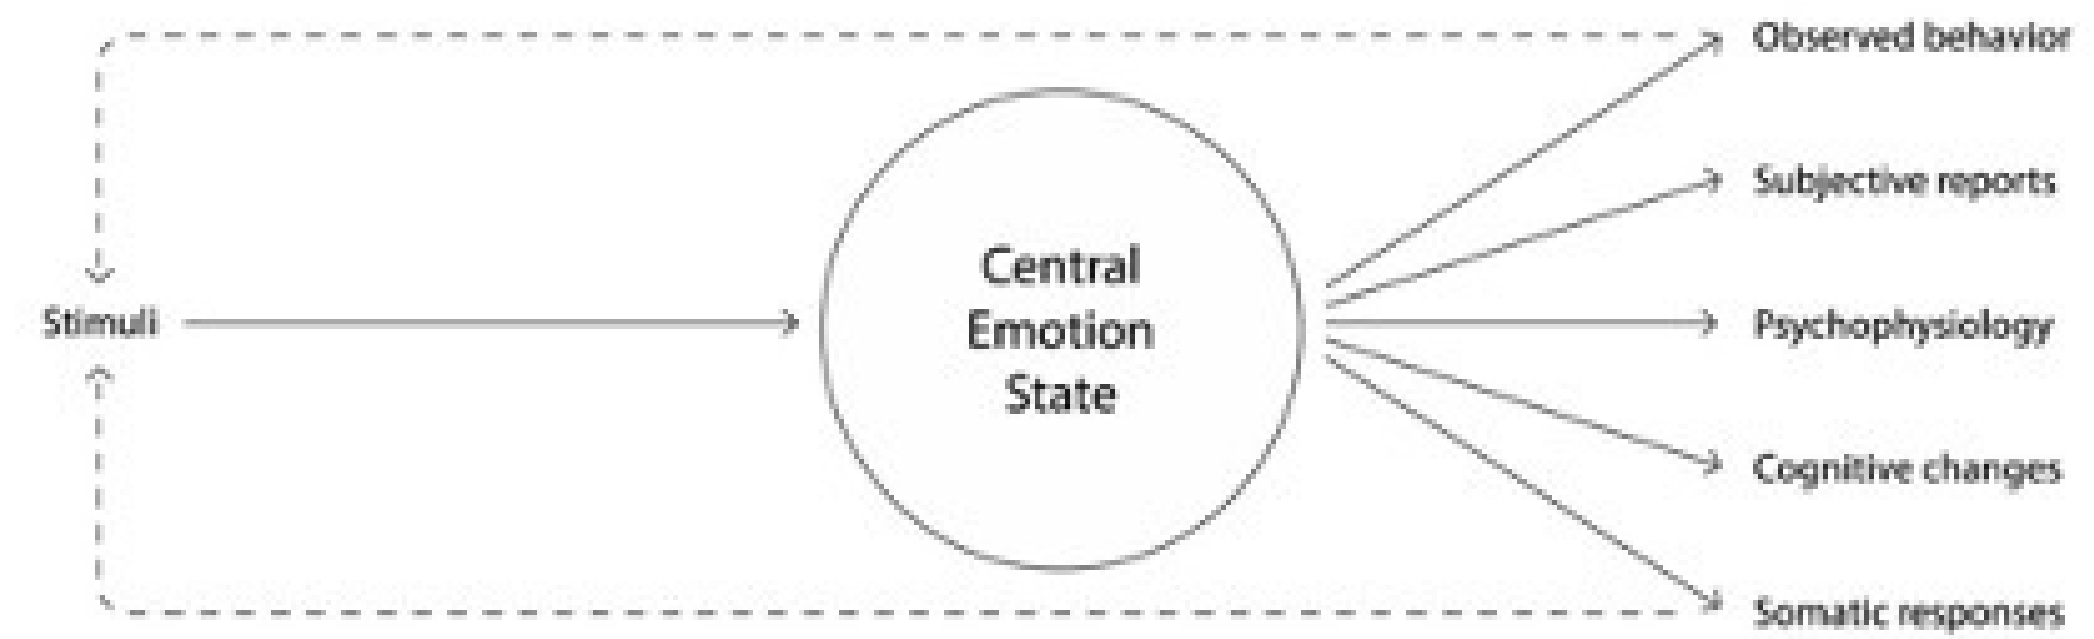 Observed behavior
Subjective reports
Central
Emotion
State
Stimuli
Psychophysiology
Cognitive changes
Somatic responses